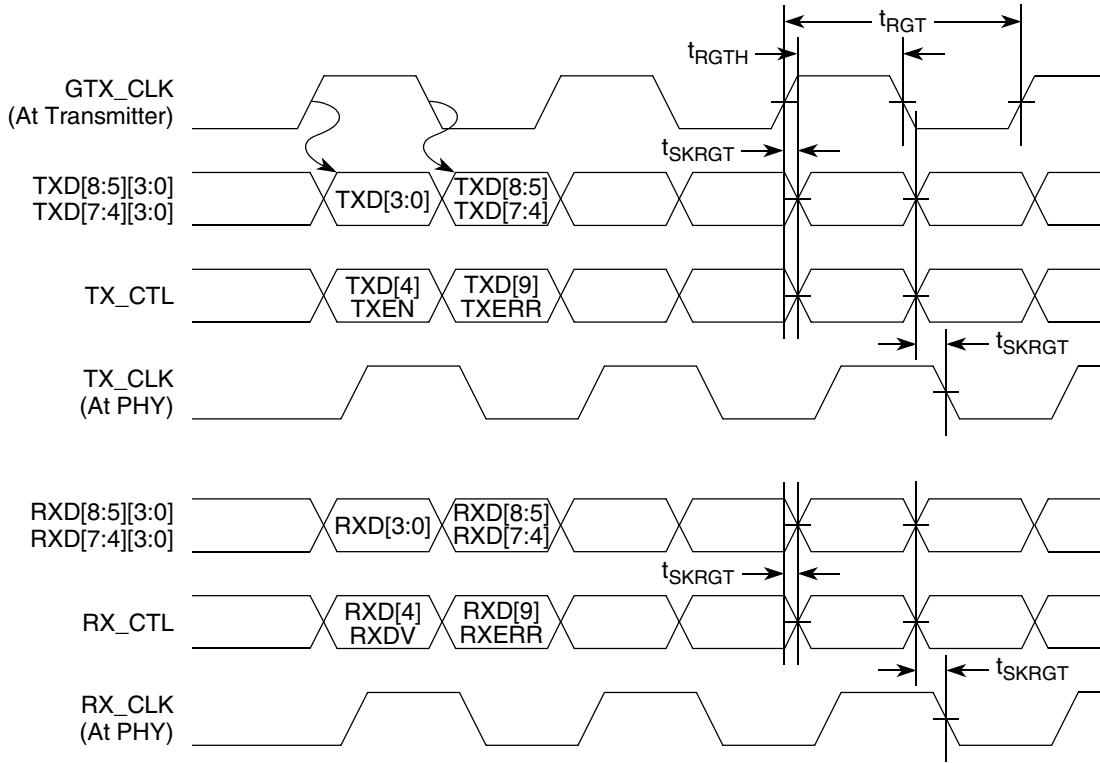 tRGT
tRGTH
GTX_CLK
(At Transmitter)
tSKRGT
TXD[8:5][3:0]
TXD[7:4][3:0]
TXD[3:0]
TXD[8:5]
TXD[7:4]
TX_CTL
TXD[4]
TXEN
TXD[9]
TXERR
tSKRGT
TX_CLK
(At PHY)
RXD[8:5][3:0]
RXD[7:4][3:0]
RXD[3:0]
RXD[8:5]
RXD[7:4]
tSKRGT
RX_CTL
RXD[4]
RXDV
RXD[9]
RXERR
tSKRGT
RX_CLK
(At PHY)